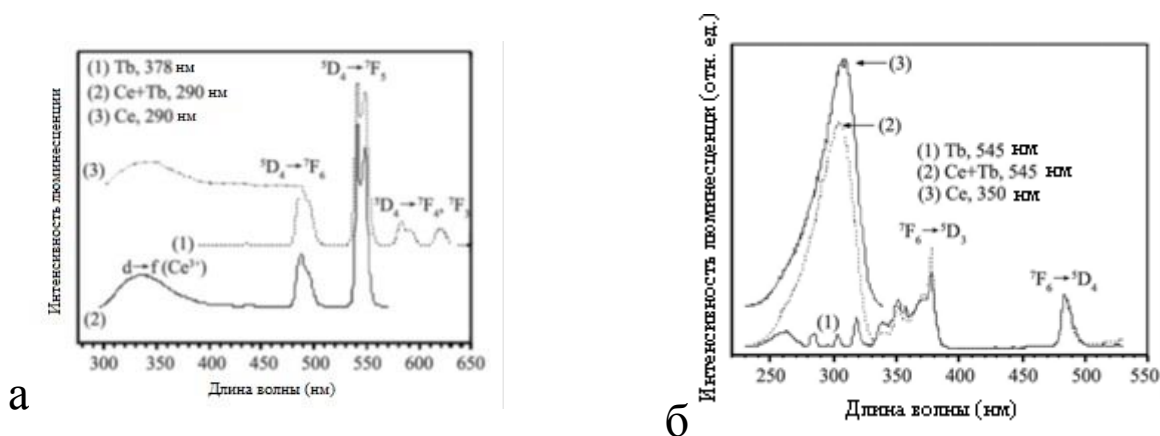 Интенсивность люминесценции
(1) Tb, 378 нм
(2) Ce+Tb, 290 нм
(3) Ce, 290 нм
⁵D₄→⁷F₅
⁵D₄→⁷F₆
⁵D₄→⁷F₄, ⁷F₃
(3)
(1)
d→f (Ce³⁺)
(2)
300 350 400 450 500 550 600 650
Длина волны (нм)
а
Интенсивность люминесценци (отн. ед.)
(3)
(2)
(1) Tb, 545 нм
(2) Ce+Tb, 545 нм
(3) Ce, 350 нм
⁷F₆→⁵D₃
⁷F₆→⁵D₄
(1)
250 300 350 400 450 500 550
Длина волны (нм)
б